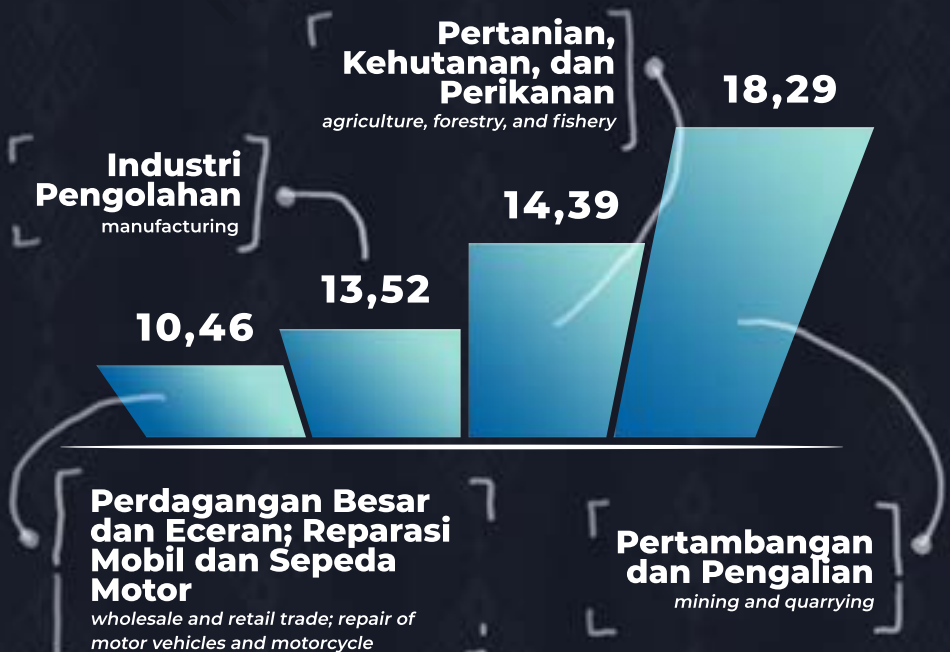 Pertanian,
Kehutanan, dan
Perikanan
agriculture, forestry, and fishery
18,29
Industri
Pengolahan
manufacturing
14,39
13,52
10,46
Perdagangan Besar
dan Eceran; Reparasi
Mobil dan Sepeda
Motor
wholesale and retail trade; repair of
motor vehicles and motorcycle
Pertambangan
dan Pengalian
mining and quarrying